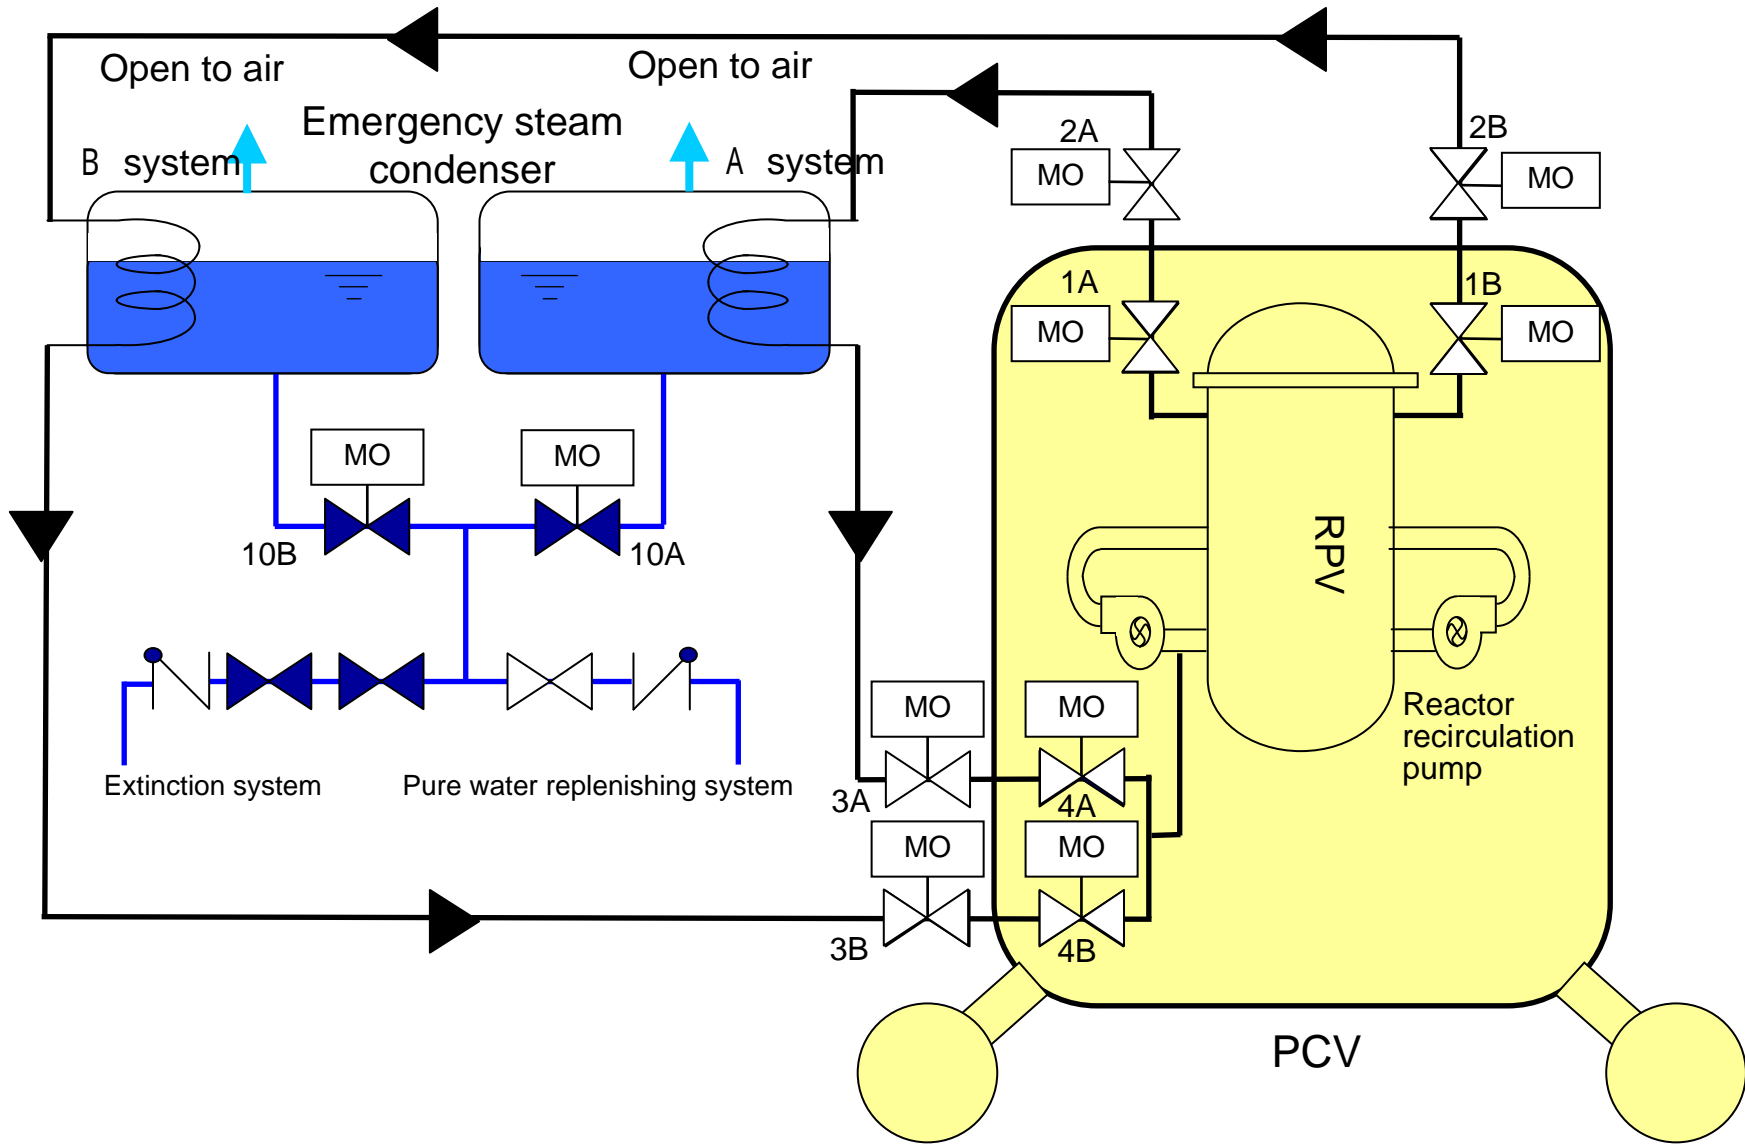 Open to air
Open to air
Emergency steam
condenser
B system
A system
2A
MO
2B
MO
1A
MO
1B
MO
MO
MO
10B
10A
RPV
Reactor
recirculation
pump
MO
MO
Extinction system
Pure water replenishing system
3A
4A
MO
MO
3B
4B
PCV